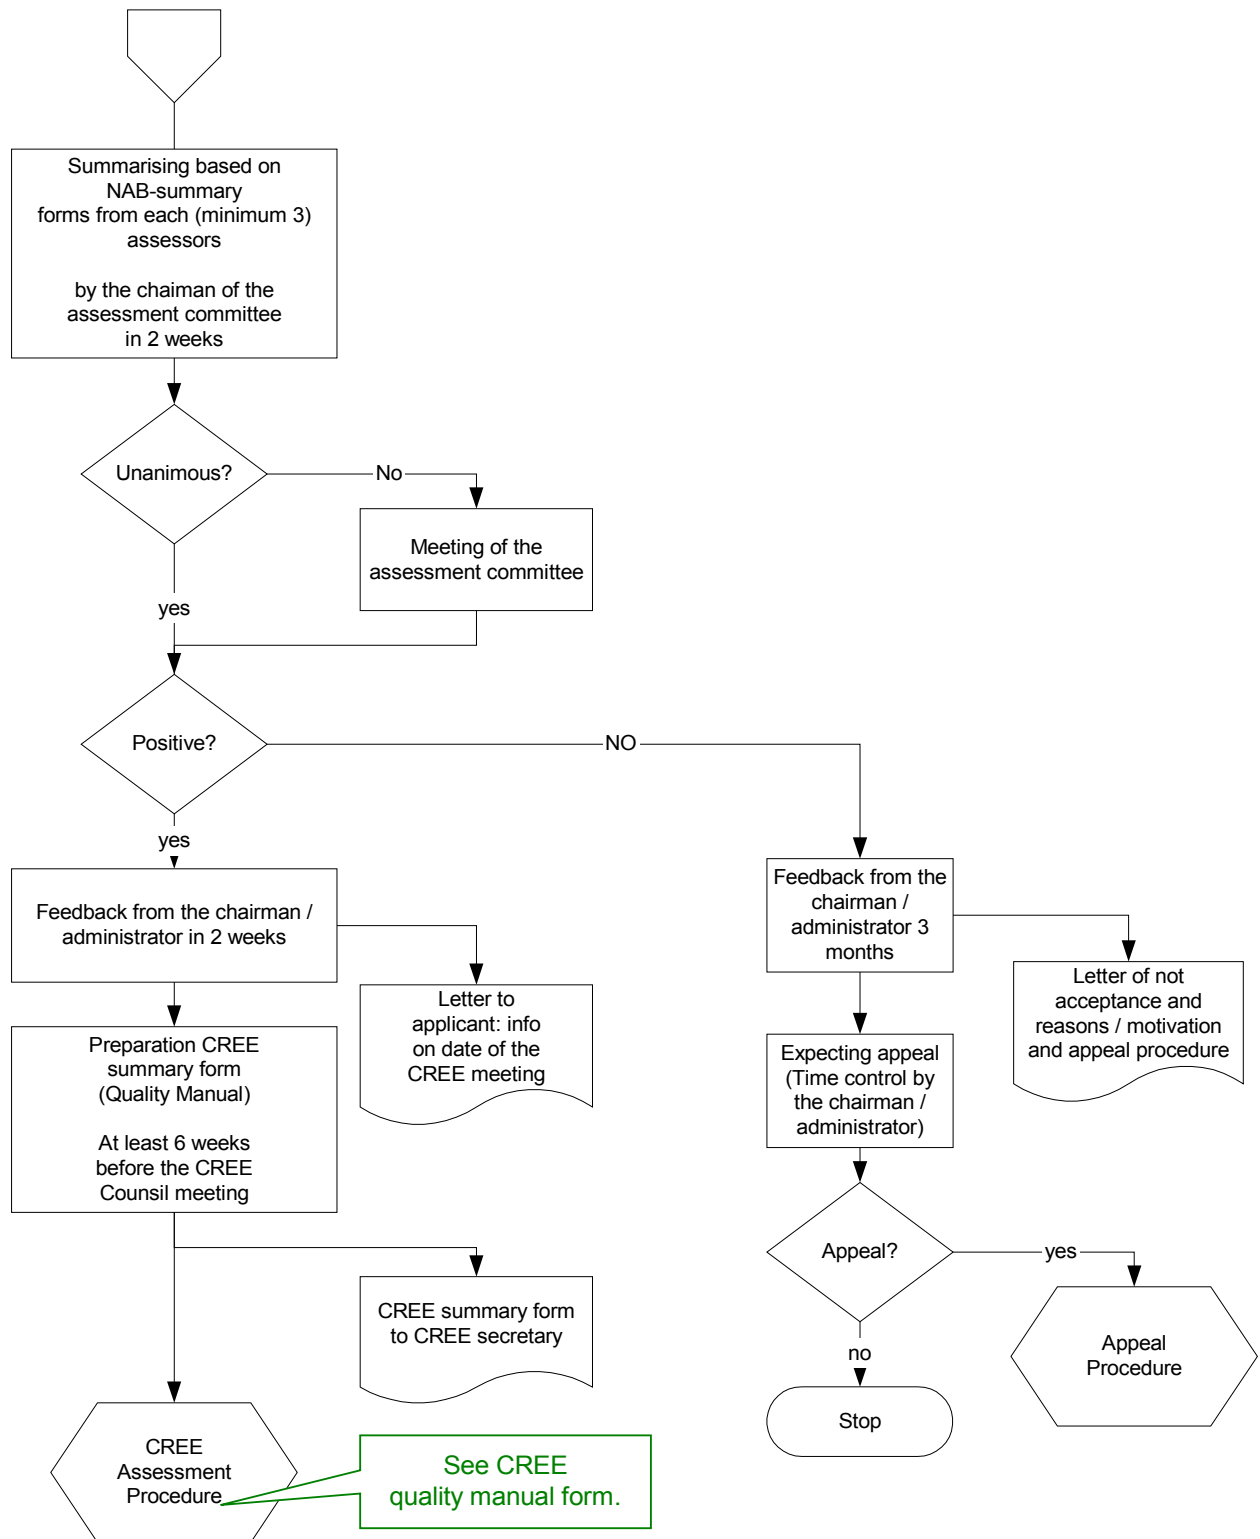 Summarising based on
NAB-summary
forms from each (minimum 3)
assessors
by the chaiman of the
assessment committee
in 2 weeks
Unanimous?
No
Meeting of the
assessment committee
yes
Positive?
NO
yes
Feedback from the chairman /
administrator in 2 weeks
Letter to
applicant: info
on date of the
CREE meeting
Preparation CREE
summary form
(Quality Manual)
At least 6 weeks
before the CREE
Counsil meeting
CREE summary form
to CREE secretary
CREE
Assessment
Procedure
See CREE
quality manual form.
Feedback from the
chairman /
administrator 3
months
Letter of not
acceptance and
reasons / motivation
and appeal procedure
Expecting appeal
(Time control by
the chairman /
administrator)
Appeal?
yes
Appeal
Procedure
no
Stop